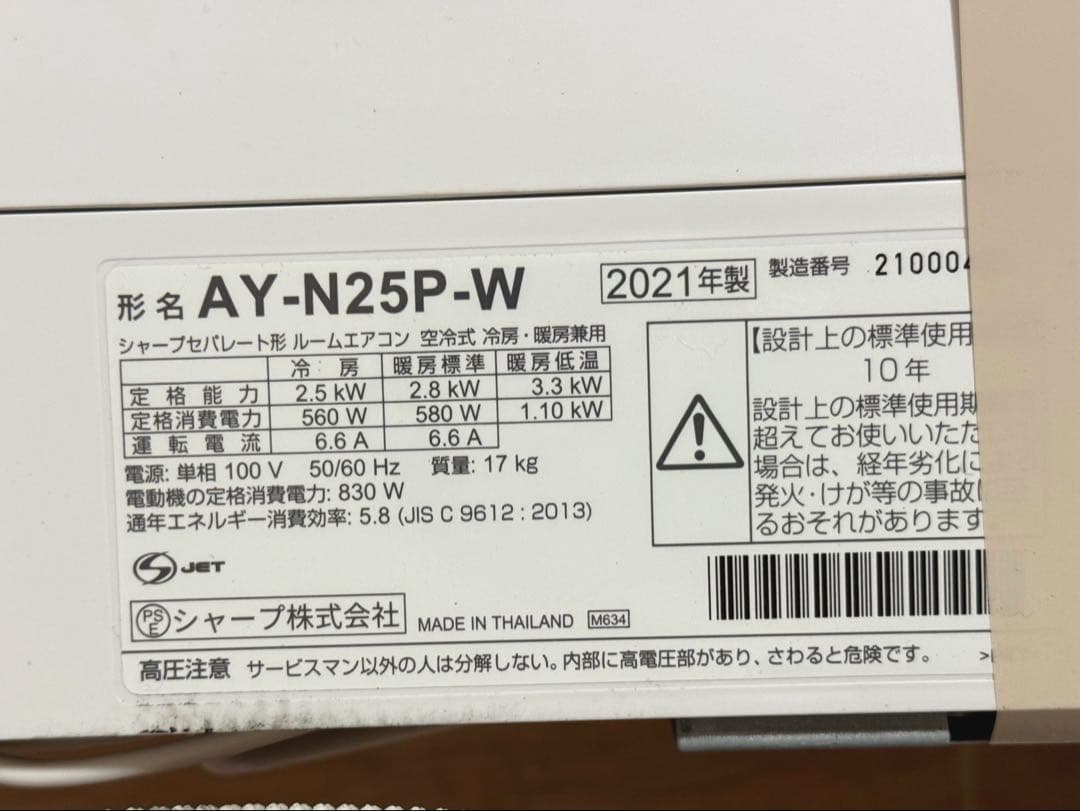 形名 AY-N25P-W
2021年製 製造番号 210004
シャープセパレート形 ルームエアコン 空冷式 冷房・暖房兼用
冷房 暖房標準 暖房低温
定格能力 2.5 kW 2.8 kW 3.3 kW
定格消費電力 560 W 580 W 1.10 kW
運転電流 6.6 A 6.6 A
電源: 単相 100 V 50/60 Hz 質量: 17 kg
電動機の定格消費電力: 830 W
通年エネルギー消費効率: 5.8 (JIS C 9612 : 2013)
【設計上の標準使用
10年
設計上の標準使用期
超えてお使いいただ
場合は、経年劣化に
発火・けが等の事故
るおそれがあります
JET
PSE シャープ株式会社 MADE IN THAILAND M634
高圧注意 サービスマン以外の人は分解しない。内部に高電圧部があり、さわると危険です。